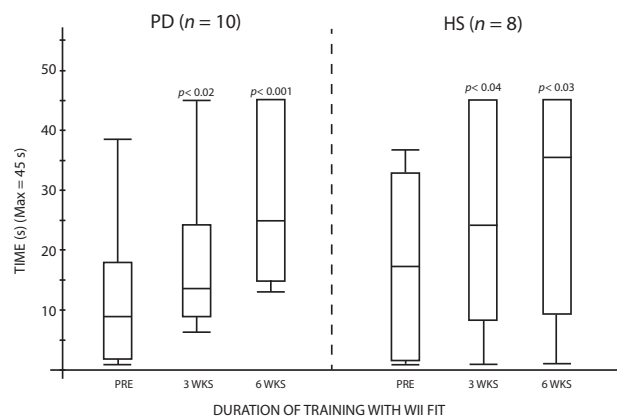 PD (n = 10)
HS (n = 8)
TIME (s) (Max = 45 s)
50
40
30
20
10
p< 0.02
p< 0.001
p< 0.04
p< 0.03
PRE
3 WKS
6 WKS
PRE
3 WKS
6 WKS
DURATION OF TRAINING WITH WII FIT